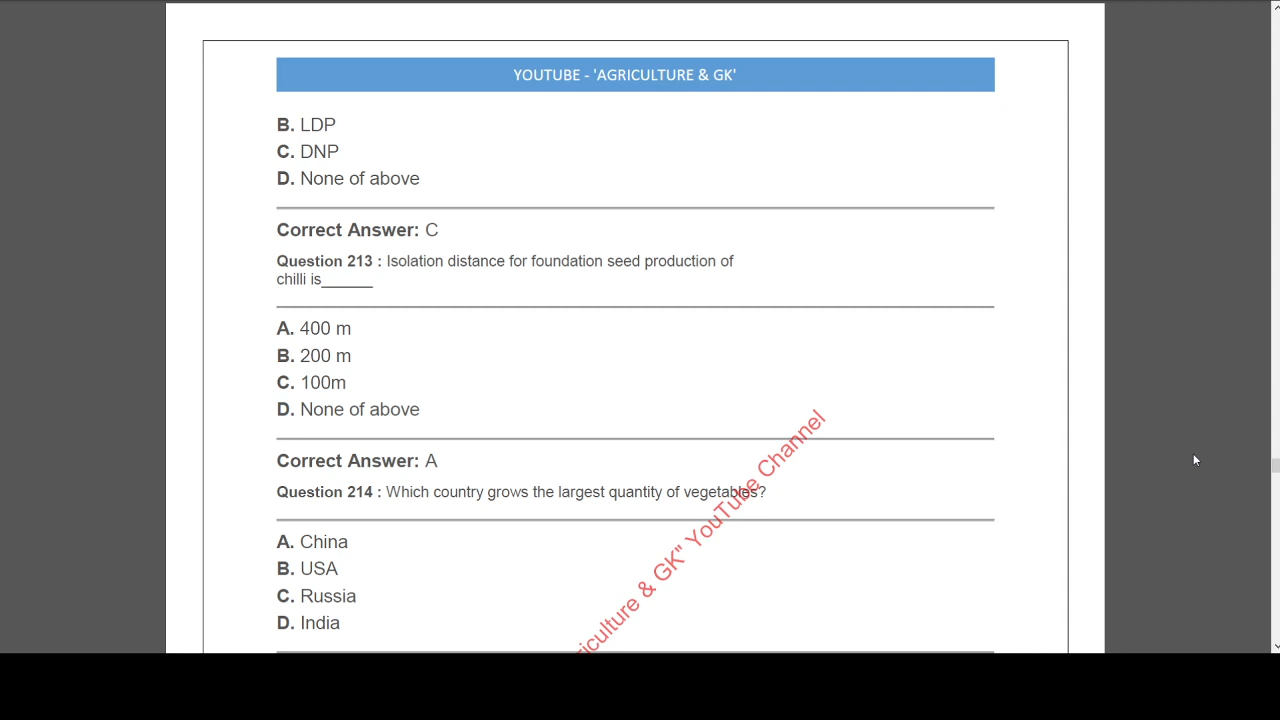 YOUTUBE - 'AGRICULTURE & GK'
B. LDP
C. DNP
D. None of above
Correct Answer: C
Question 213 : Isolation distance for foundation seed production of
chilli is______
A. 400 m
B. 200 m
C. 100m
D. None of above
Correct Answer: A
Question 214 : Which country grows the largest quantity of vegetables?
A. China
B. USA
C. Russia
D. India
& GK" YouTube Channel